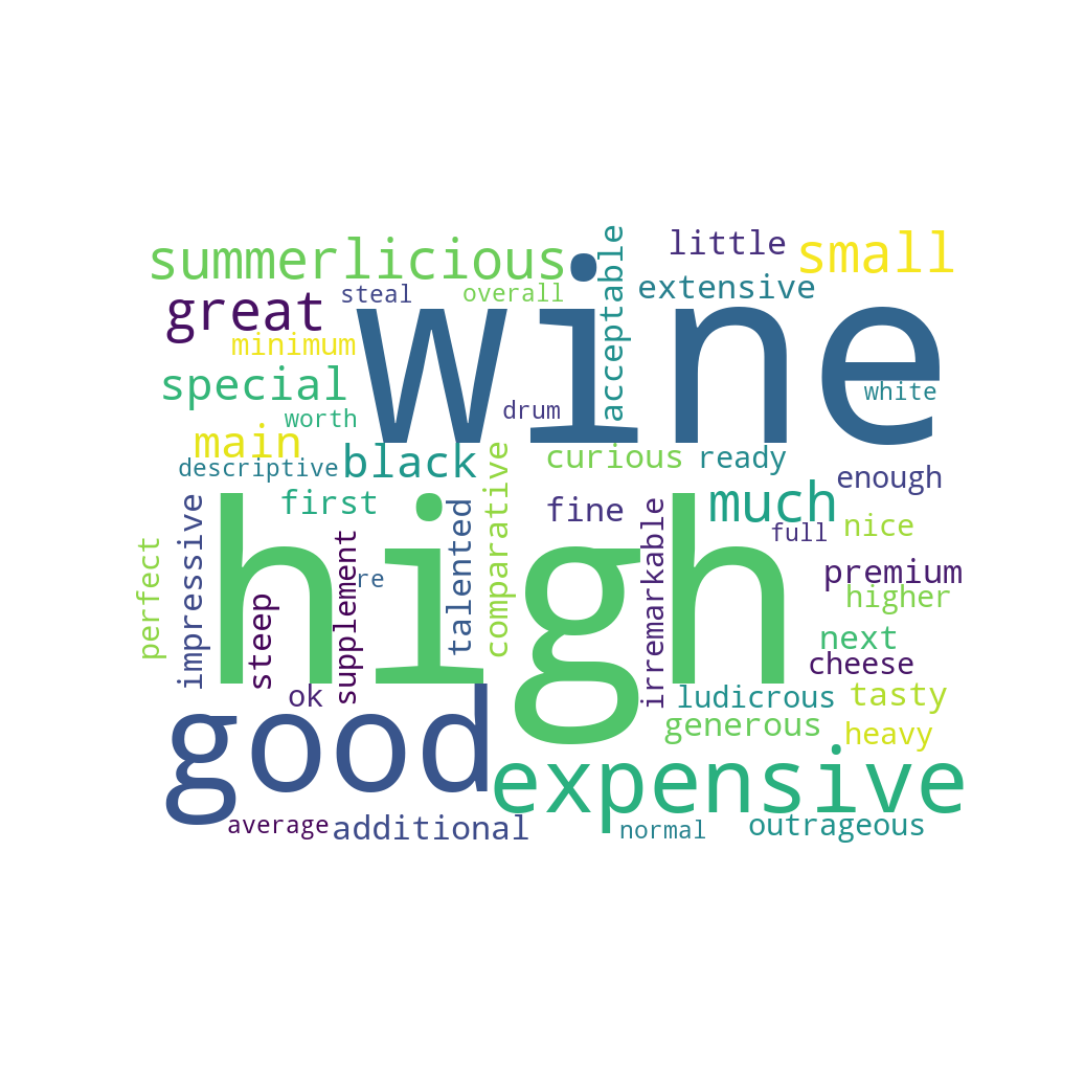 summerlicious
little
small
great
steal
overall
acceptable
extensive
wine
minimum
special
worth
drum
white
main
descriptive
black
curious
ready
comparative
enough
first
impressive
high
talented
fine
irremarkable
much
full
nice
perfect
steep
supplement
re
premium
higher
next
cheese
ok
ludicrous
tasty
good
generous
heavy
expensive
average
additional
normal
outrageous